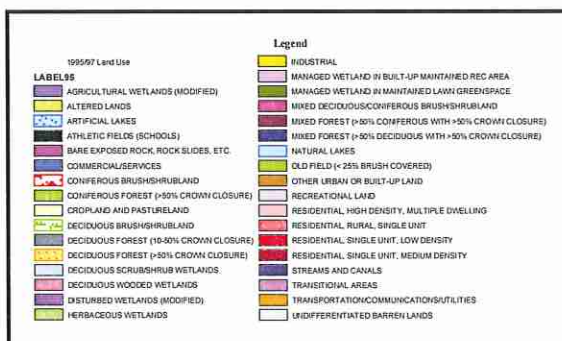 Legend
1995/97 Land Use
LABEL95
AGRICULTURAL WETLANDS (MODIFIED)
ALTERED LANDS
ARTIFICIAL LAKES
ATHLETIC FIELDS (SCHOOLS)
BARE EXPOSED ROCK, ROCK SLIDES, ETC.
COMMERCIAL/SERVICES
CONIFEROUS BRUSH/SHRUBLAND
CONIFEROUS FOREST (>50% CROWN CLOSURE)
CROPLAND AND PASTURELAND
DECIDUOUS BRUSH/SHRUBLAND
DECIDUOUS FOREST (10-50% CROWN CLOSURE)
DECIDUOUS FOREST (>50% CROWN CLOSURE)
DECIDUOUS SCRUB/SHRUB WETLANDS
DECIDUOUS WOODED WETLANDS
DISTURBED WETLANDS (MODIFIED)
HERBACEOUS WETLANDS
INDUSTRIAL
MANAGED WETLAND IN BUILT-UP MAINTAINED REC AREA
MANAGED WETLAND IN MAINTAINED LAWN GREENSPACE
MIXED DECIDUOUS/CONIFEROUS BRUSH/SHRUBLAND
MIXED FOREST (>50% CONIFEROUS WITH >50% CROWN CLOSURE)
MIXED FOREST (>50% DECIDUOUS WITH >50% CROWN CLOSURE)
NATURAL LAKES
OLD FIELD (< 25% BRUSH COVERED)
OTHER URBAN OR BUILT-UP LAND
RECREATIONAL LAND
RESIDENTIAL, HIGH DENSITY, MULTIPLE DWELLING
RESIDENTIAL, RURAL, SINGLE UNIT
RESIDENTIAL, SINGLE UNIT, LOW DENSITY
RESIDENTIAL, SINGLE UNIT, MEDIUM DENSITY
STREAMS AND CANALS
TRANSITIONAL AREAS
TRANSPORTATION/COMMUNICATIONS/UTILITIES
UNDIFFERENTIATED BARREN LANDS